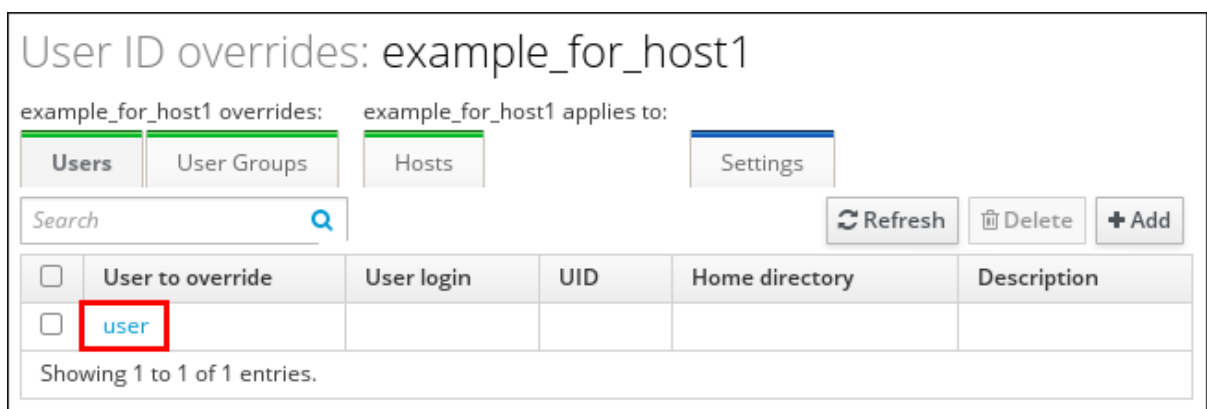 User ID overrides: example_for_host1
example_for_host1 overrides: example_for_host1 applies to:
Users User Groups Hosts Settings
Search Refresh Delete Add
User to override User login UID Home directory Description
user
Showing 1 to 1 of 1 entries.